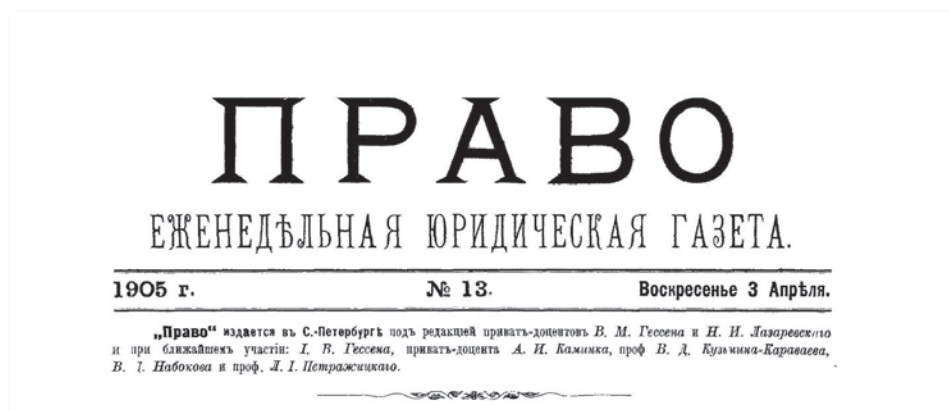 ПРАВО
ЕЖЕНЕДѢЛЬНАЯ ЮРИДИЧЕСКАЯ ГАЗЕТА.
1905 г. № 13. Воскресенье 3 Апрѣля.
„Право“ издается въ С.-Петербургѣ подъ редакціей приватъ-доцентовъ В. М. Гессена и Н. И. Лазаревскаго
и при ближайшемъ участіи: І. В. Гессена, приватъ-доцента А. И. Каминка, проф В. Д. Кузьмина-Караваева,
В. Д. Набокова и проф. Л. І. Петражицкаго.